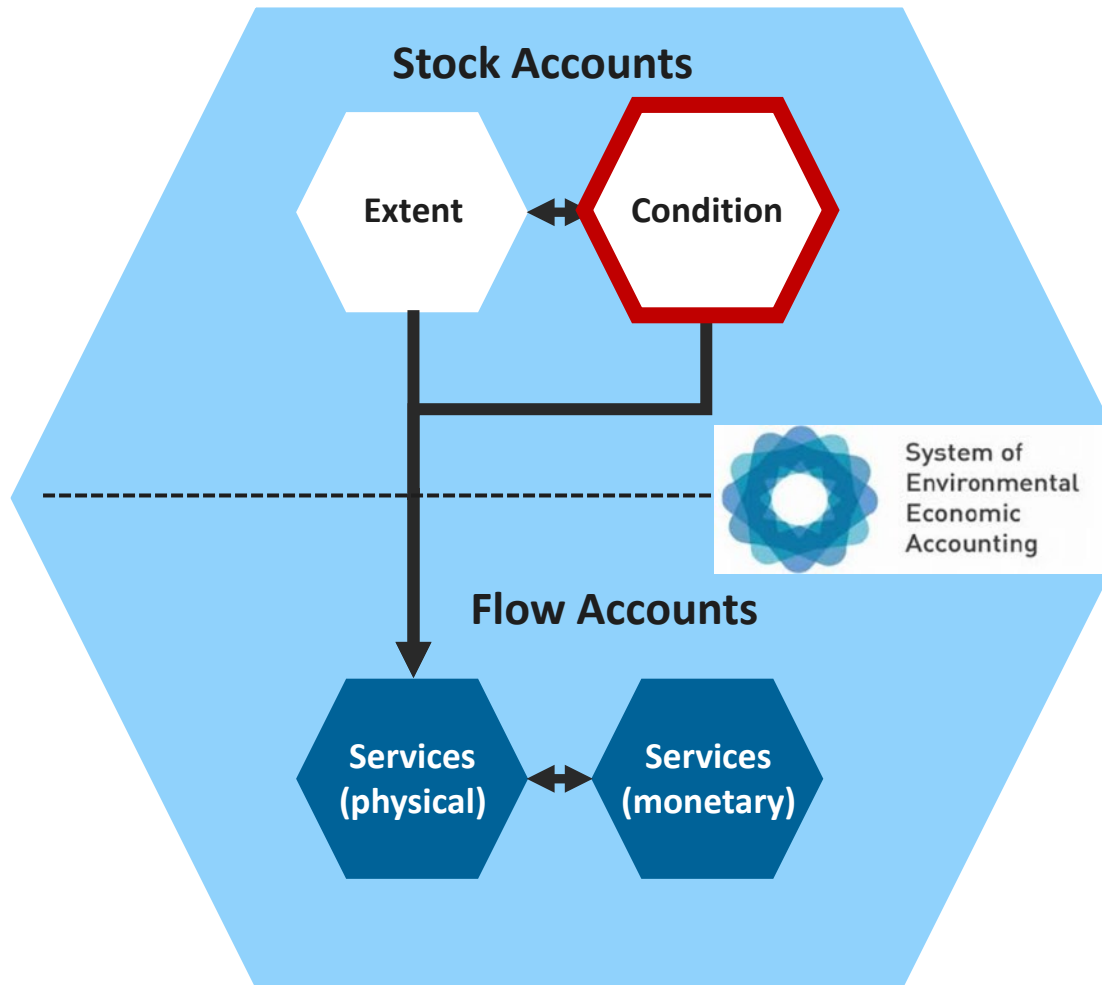 Stock Accounts
Extent
Condition
System of
Environmental
Economic
Accounting
Flow Accounts
Services
(physical)
Services
(monetary)